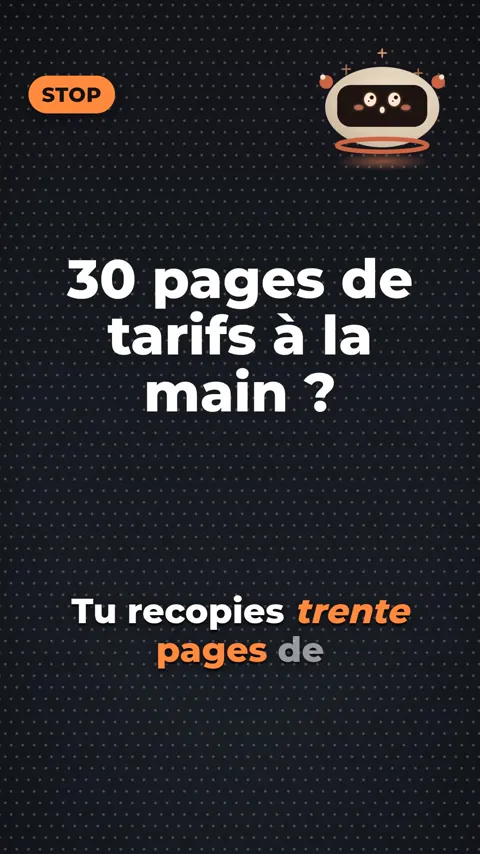 STOP
30 pages de
tarifs à la
main ?
Tu recopies trente
pages de